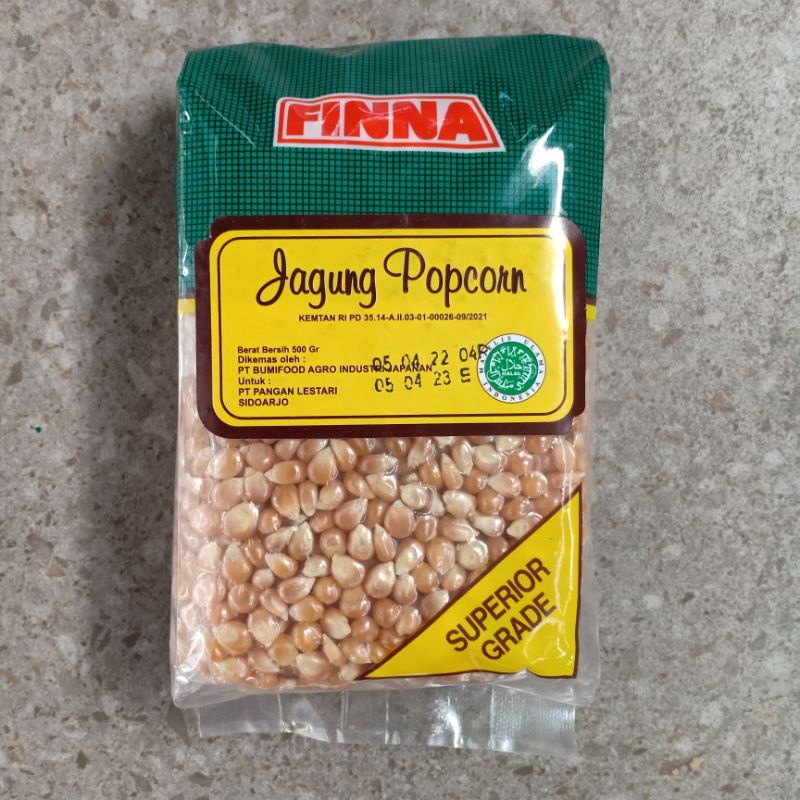 FINNA
Jagung Popcorn
KEMTAN RI PD 35.14-A.II.03-01-00026-09/2021
Berat Bersih 500 Gr
Dikemas oleh :
PT BUMIFOOD AGRO INDUSTRI JAPANAN
Untuk :
PT PANGAN LESTARI
SIDOARJO
05 04 22 04B
05 04 23 E
MAJELIS ULAMA INDONESIA
حلال
HALAL
SUPERIOR
GRADE